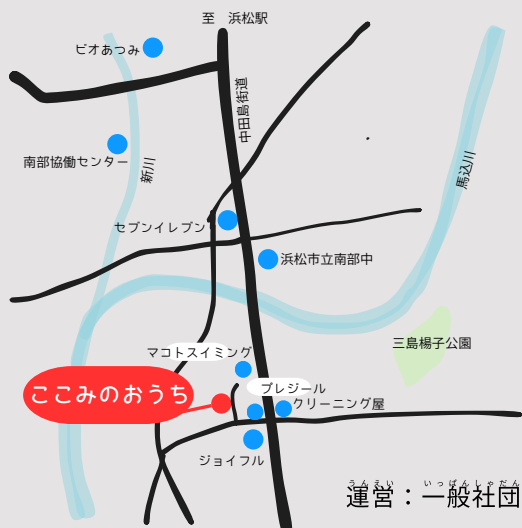 至 浜松駅
ビオあつみ
中田島街道
南部協働センター
新川
馬込川
セブンイレブン
浜松市立南部中
三島楊子公園
マコトスイミング
ここみのおうち
プレジール
クリーニング屋
ジョイフル
うんえい いっぱんしゃだん
運営：一般社団